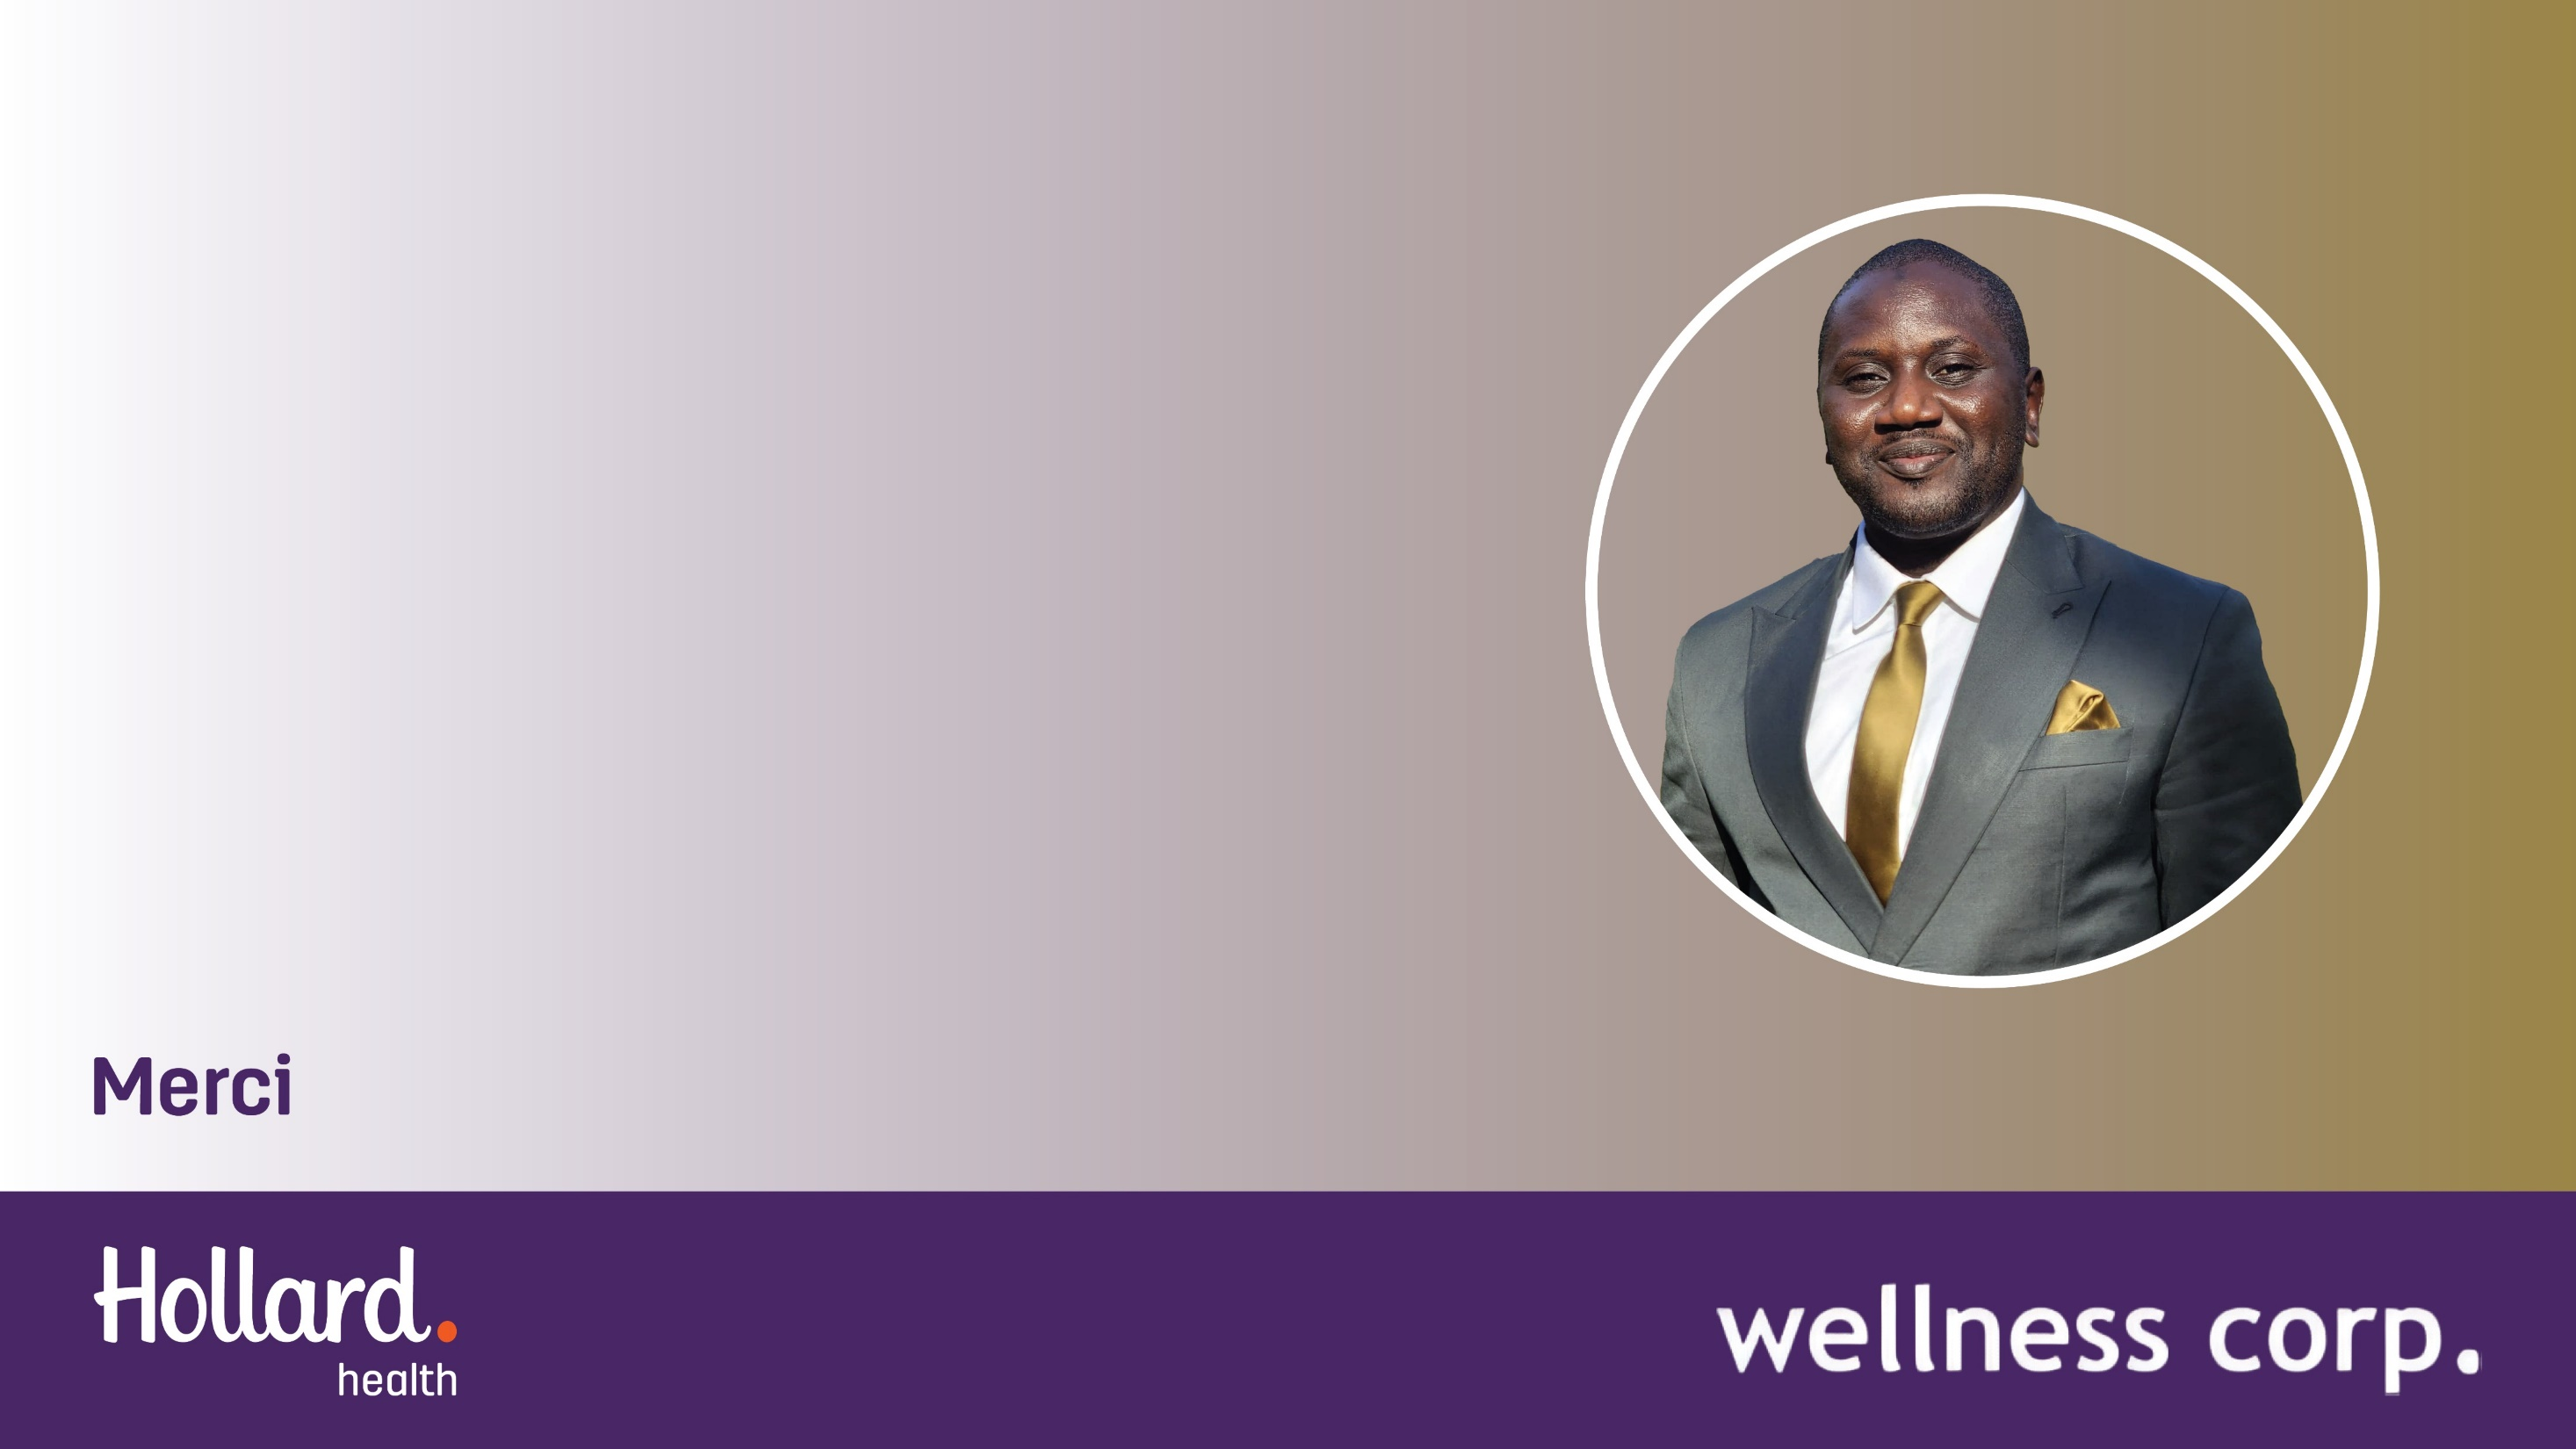 Merci
Hollard.
health
wellness corp.